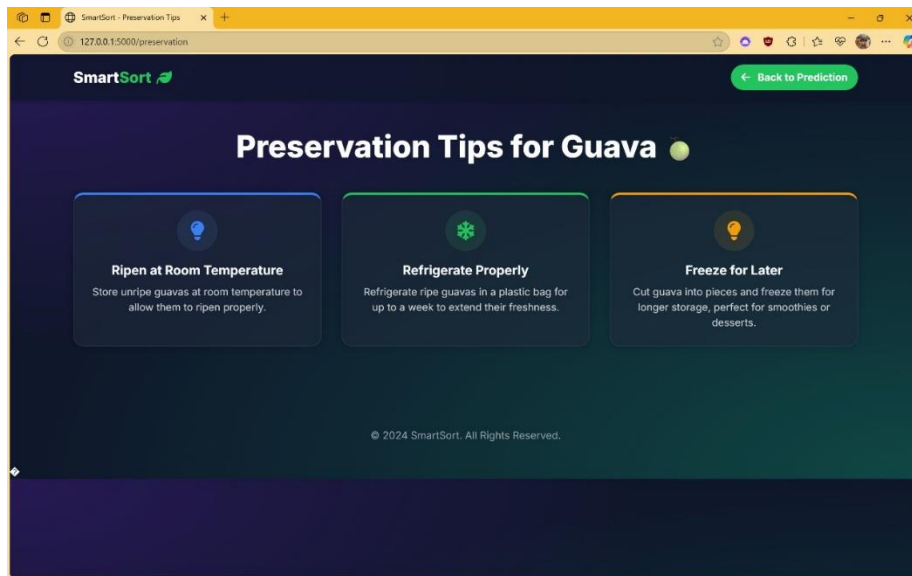 SmartSort - Preservation Tips
127.0.0.1:5000/preservation
SmartSort
← Back to Prediction
Preservation Tips for Guava
Ripen at Room Temperature
Store unripe guavas at room temperature to
allow them to ripen properly.
Refrigerate Properly
Refrigerate ripe guavas in a plastic bag for
up to a week to extend their freshness.
Freeze for Later
Cut guava into pieces and freeze them for
longer storage, perfect for smoothies or
desserts.
© 2024 SmartSort. All Rights Reserved.
�